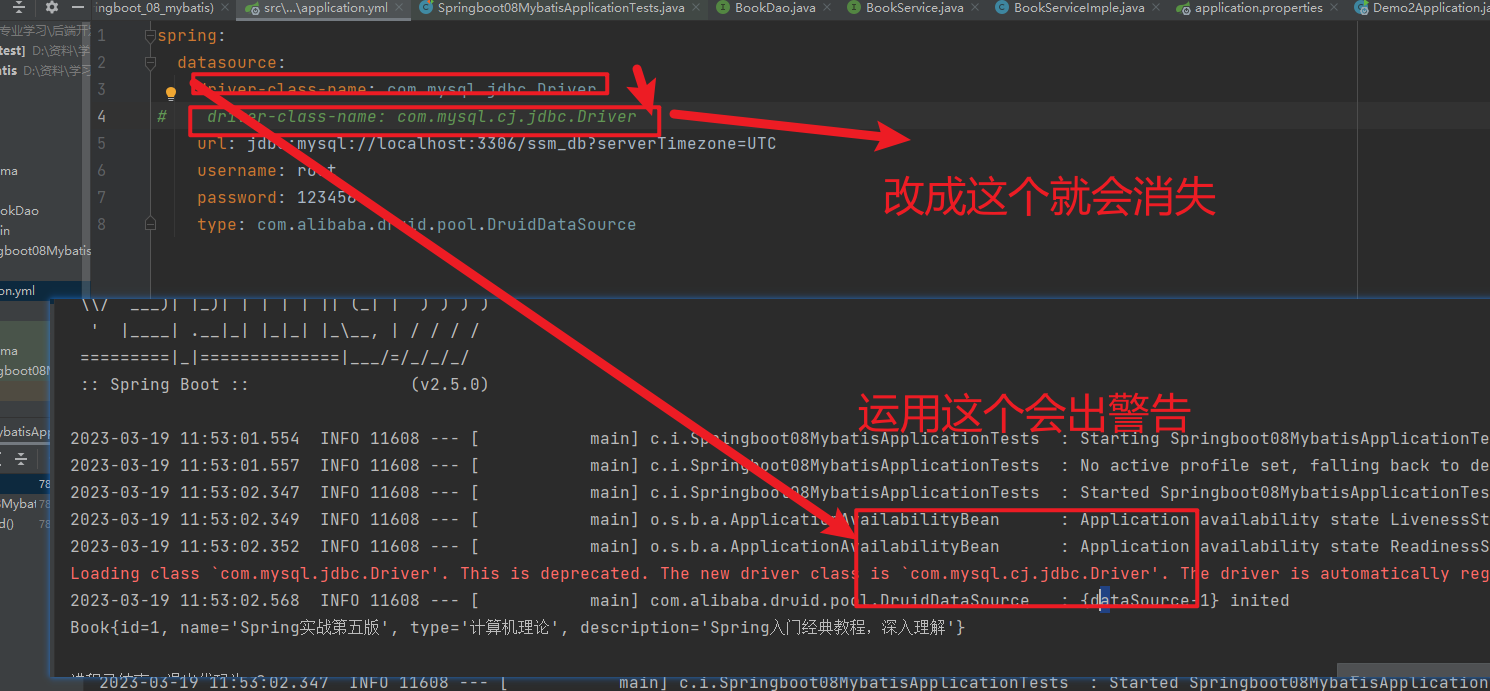 ingboot_08_mybatis)
src\...\application.yml
Springboot08MybatisApplicationTests.java
BookDao.java
BookService.java
BookServiceImple.java
application.properties
Demo2Application.ja
专业学习\后端开
test] D:\资料\学
atis D:\资料\学习
ma
okDao
in
gboot08Mybatis
on.yml
ma
gboot08M
ybatisApp
78
8Mybat 78
d() 78
1 spring:
2 datasource:
3 driver-class-name: com.mysql.jdbc.Driver
4 # driver-class-name: com.mysql.cj.jdbc.Driver
5 url: jdbc:mysql://localhost:3306/ssm_db?serverTimezone=UTC
6 username: root
7 password: 123456
8 type: com.alibaba.druid.pool.DruidDataSource
改成这个就会消失
\\/ ___)| |_)| | | | | || (_| | ) ) ) )
' |____| .__|_| |_|_| |_\__, | / / / /
=========|_|==============|___/=/_/_/_/
:: Spring Boot :: (v2.5.0)
运用这个会出警告
2023-03-19 11:53:01.554 INFO 11608 --- [ main] c.i.Springboot08MybatisApplicationTests : Starting Springboot08MybatisApplicationTe
2023-03-19 11:53:01.557 INFO 11608 --- [ main] c.i.Springboot08MybatisApplicationTests : No active profile set, falling back to de
2023-03-19 11:53:02.347 INFO 11608 --- [ main] c.i.Springboot08MybatisApplicationTests : Started Springboot08MybatisApplicationTes
2023-03-19 11:53:02.349 INFO 11608 --- [ main] o.s.b.a.ApplicationAvailabilityBean : Application availability state LivenessSt
2023-03-19 11:53:02.352 INFO 11608 --- [ main] o.s.b.a.ApplicationAvailabilityBean : Application availability state ReadinessS
Loading class `com.mysql.jdbc.Driver'. This is deprecated. The new driver class is `com.mysql.cj.jdbc.Driver'. The driver is automatically reg
2023-03-19 11:53:02.568 INFO 11608 --- [ main] com.alibaba.druid.pool.DruidDataSource : {dataSource-1} inited
Book{id=1, name='Spring实战第五版', type='计算机理论', description='Spring入门经典教程，深入理解'}
2023-03-19 11:53:02.347 INFO 11608 --- [ main] c.i.Springboot08MybatisApplicationTests : Started Springboot08MybatisApplication